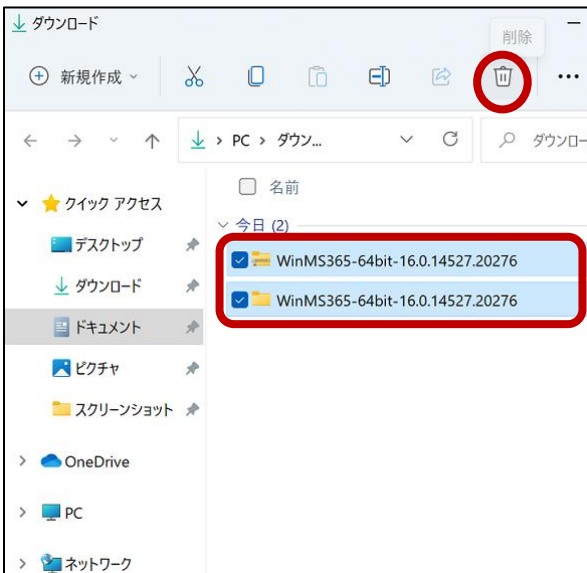 ダウンロード
削除
新規作成
PC > ダウン...
ダウンロー
名前
クイック アクセス
今日 (2)
デスクトップ
WinMS365-64bit-16.0.14527.20276
ダウンロード
WinMS365-64bit-16.0.14527.20276
ドキュメント
ピクチャ
スクリーンショット
OneDrive
PC
ネットワーク